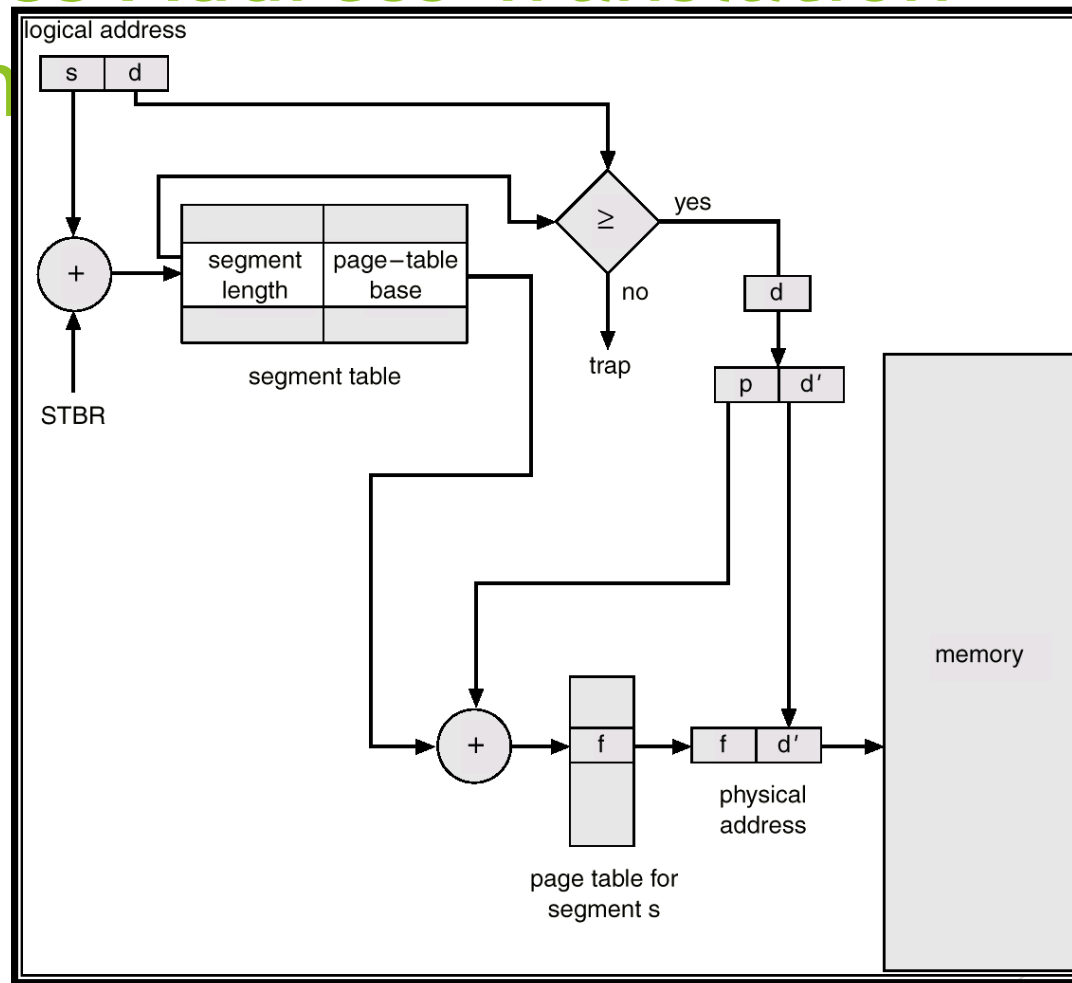 logical address
s d
≥
yes
+
segment length
page-table base
d
no
trap
segment table
p d′
STBR
memory
+
f
f d′
physical
address
page table for
segment s